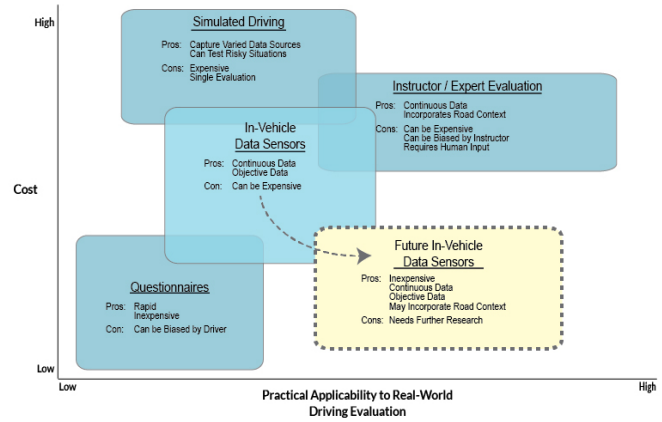 High
Simulated Driving
Pros: Capture Varied Data Sources
Can Test Risky Situations
Cons: Expensive
Single Evaluation
Instructor / Expert Evaluation
Pros: Continuous Data
Incorporates Road Context
Cons: Can be Expensive
Can be Biased by Instructor
Requires Human Input
In-Vehicle
Data Sensors
Pros: Continuous Data
Objective Data
Con: Can be Expensive
Cost
Future In-Vehicle
Data Sensors
Pros: Inexpensive
Continuous Data
Objective Data
May Incorporate Road Context
Cons: Needs Further Research
Questionnaires
Pros: Rapid
Inexpensive
Con: Can be Biased by Driver
Low
Low
High
Practical Applicability to Real-World
Driving Evaluation